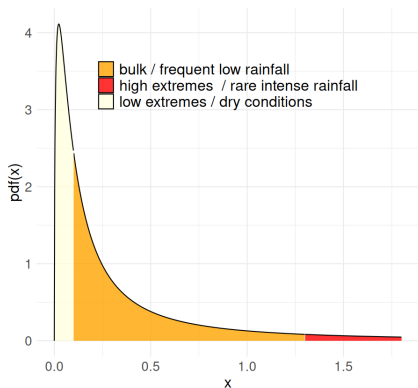 4
3
2
1
0
pdf(x)
bulk / frequent low rainfall
high extremes  / rare intense rainfall
low extremes / dry conditions
0.0 0.5 1.0 1.5
x